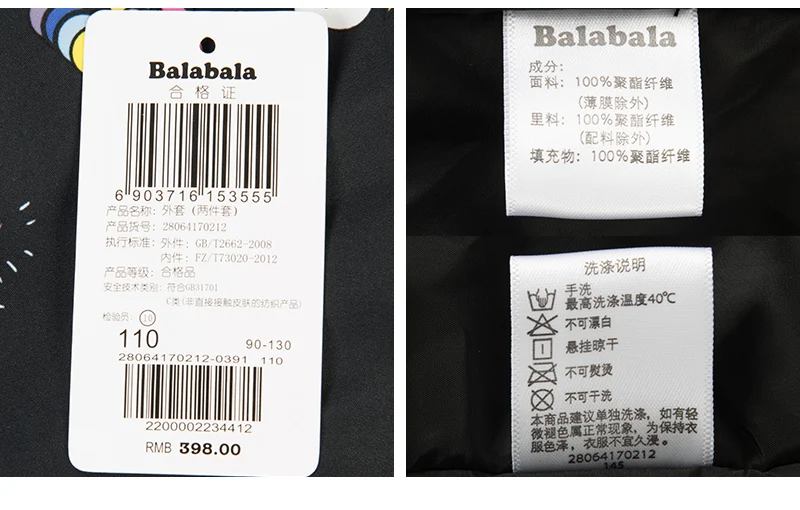 Balabala
合格证
6 903716 153555
产品名称: 外套 (两件套)
产品货号: 28064170212
执行标准: 外件: GB/T2662-2008
内件: FZ/T73020-2012
产品等级: 合格品
安全技术类别: 符合GB31701
C类(非直接接触皮肤的纺织产品)
检验员: 10
110
90-130
28064170212-0391 110
2200002234412
RMB 398.00
Balabala
成分:
面料: 100%聚酯纤维
(薄膜除外)
里料: 100%聚酯纤维
(配料除外)
填充物: 100%聚酯纤维
洗涤说明
手洗
最高洗涤温度40℃
不可漂白
悬挂晾干
不可熨烫
不可干洗
本商品建议单独洗涤, 如有轻
微褪色属正常现象, 为保持衣
服色泽, 衣服不宜久浸。
28064170212
145